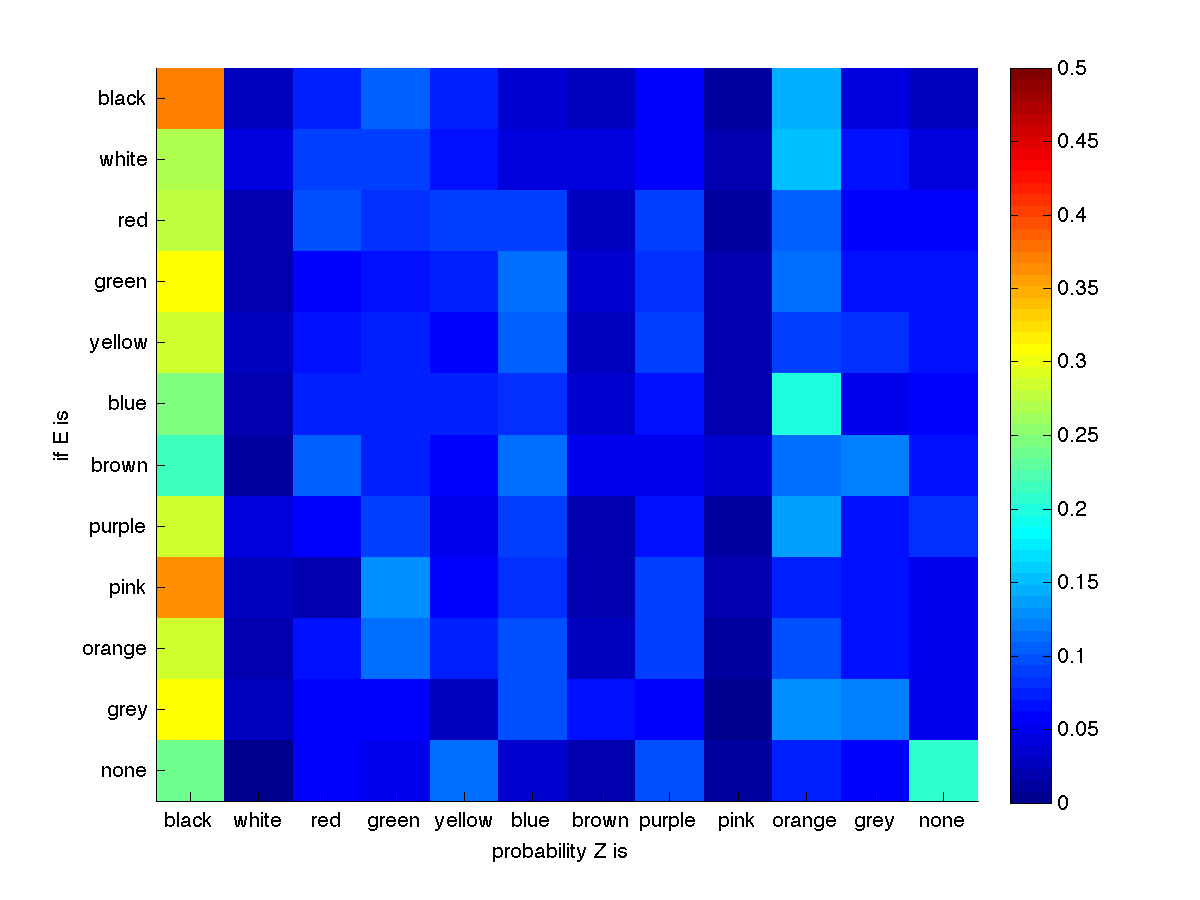 black
white
red
green
yellow
blue
brown
purple
pink
orange
grey
none
if E is
black white red green yellow blue brown purple pink orange grey none
probability Z is
0.5
0.45
0.4
0.35
0.3
0.25
0.2
0.15
0.1
0.05
0